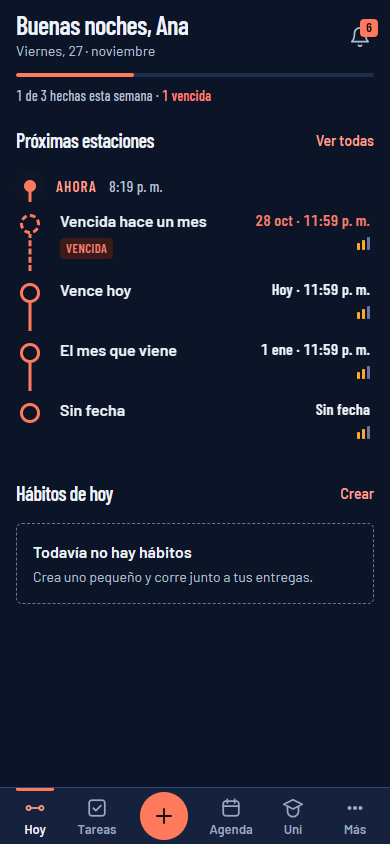 Buenas noches, Ana
6
Viernes, 27 · noviembre
1 de 3 hechas esta semana · 1 vencida
Próximas estaciones
Ver todas
AHORA 8:19 p. m.
Vencida hace un mes
28 oct · 11:59 p. m.
VENCIDA
Vence hoy
Hoy · 11:59 p. m.
El mes que viene
1 ene · 11:59 p. m.
Sin fecha
Sin fecha
Hábitos de hoy
Crear
Todavía no hay hábitos
Crea uno pequeño y corre junto a tus entregas.
Hoy
Tareas
Agenda
Uni
Más